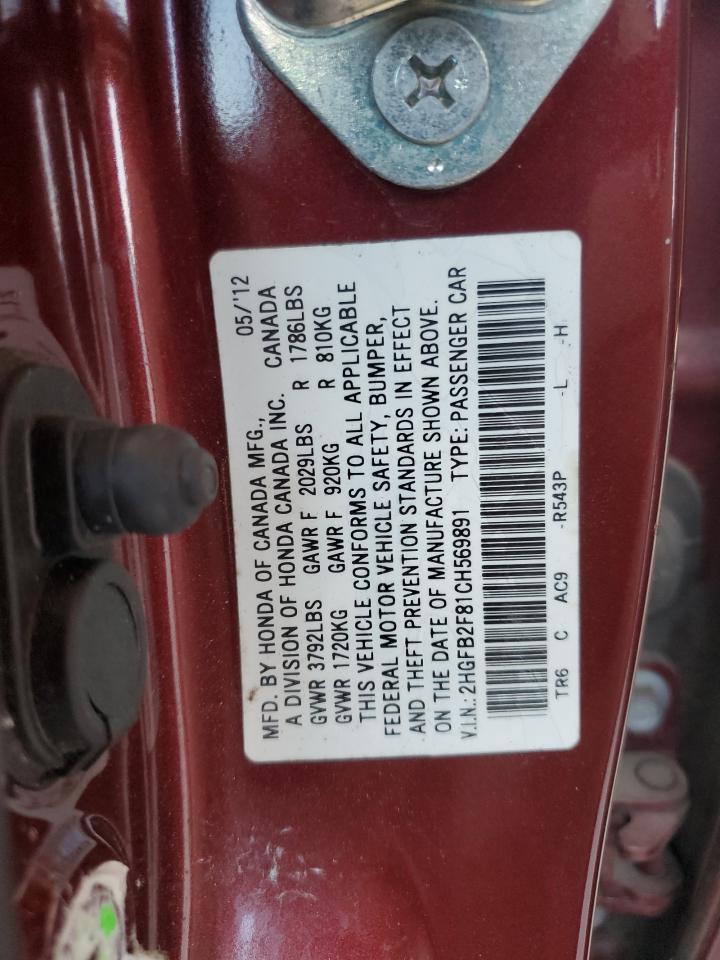 MFD. BY HONDA OF CANADA MFG., 05/'12
A DIVISION OF HONDA CANADA INC. CANADA
GVWR 3792LBS GAWR F 2029LBS R 1786LBS
GVWR 1720KG GAWR F 920KG R 810KG
THIS VEHICLE CONFORMS TO ALL APPLICABLE
FEDERAL MOTOR VEHICLE SAFETY, BUMPER,
AND THEFT PREVENTION STANDARDS IN EFFECT
ON THE DATE OF MANUFACTURE SHOWN ABOVE.
V.I.N.: 2HGFB2F81CH569891 TYPE: PASSENGER CAR
TR6 C AC9 -R543P -L -H